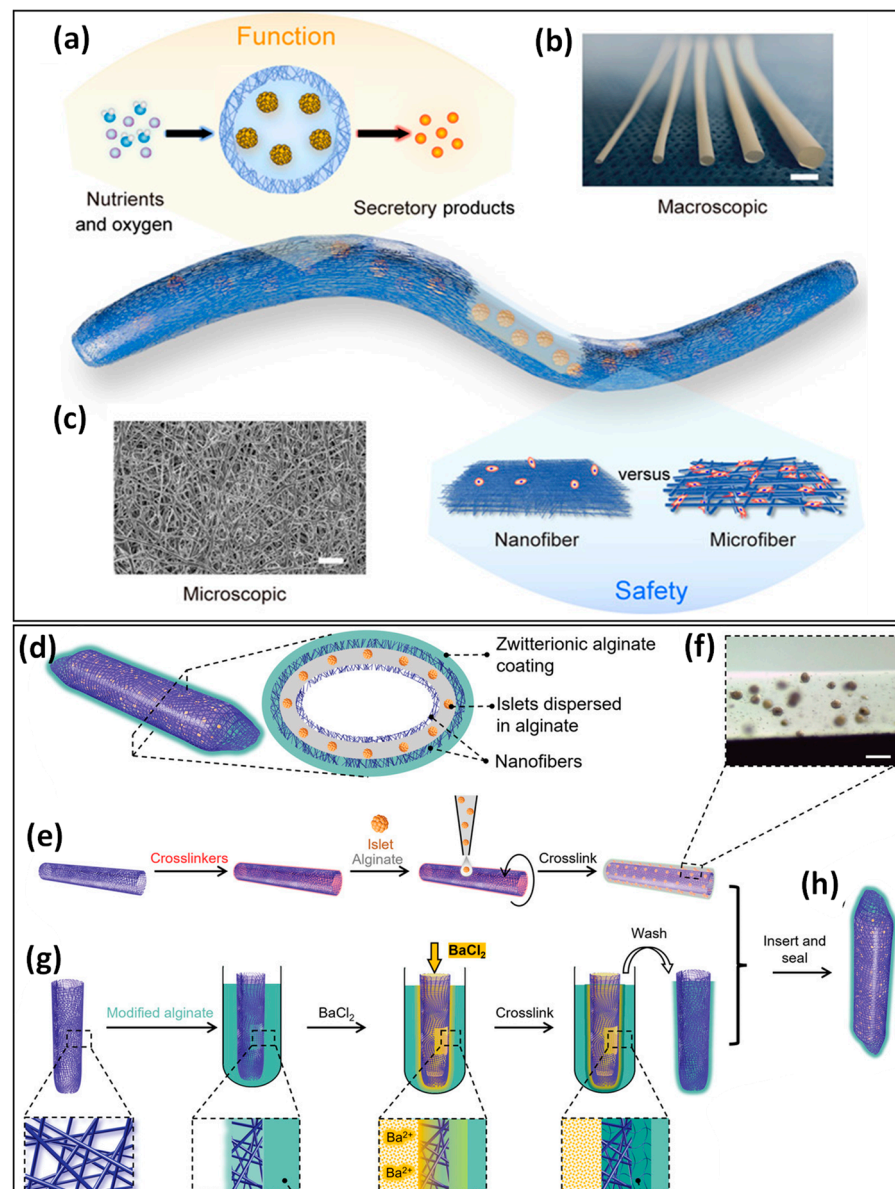 (a)
Function
Nutrients
and oxygen
Secretory
products
(b)
Macroscopic
(c)
Microscopic
versus
Nanofiber
Microfiber
Safety
(d)
Zwitterionic alginate
coating
Islets dispersed
in alginate
Nanofibers
(f)
(e)
Crosslinkers
Islet
Alginate
Crosslink
(g)
Modified alginate
BaCl₂
BaCl₂
Crosslink
Wash
Insert and
seal
(h)
Ba²⁺
Ba²⁺